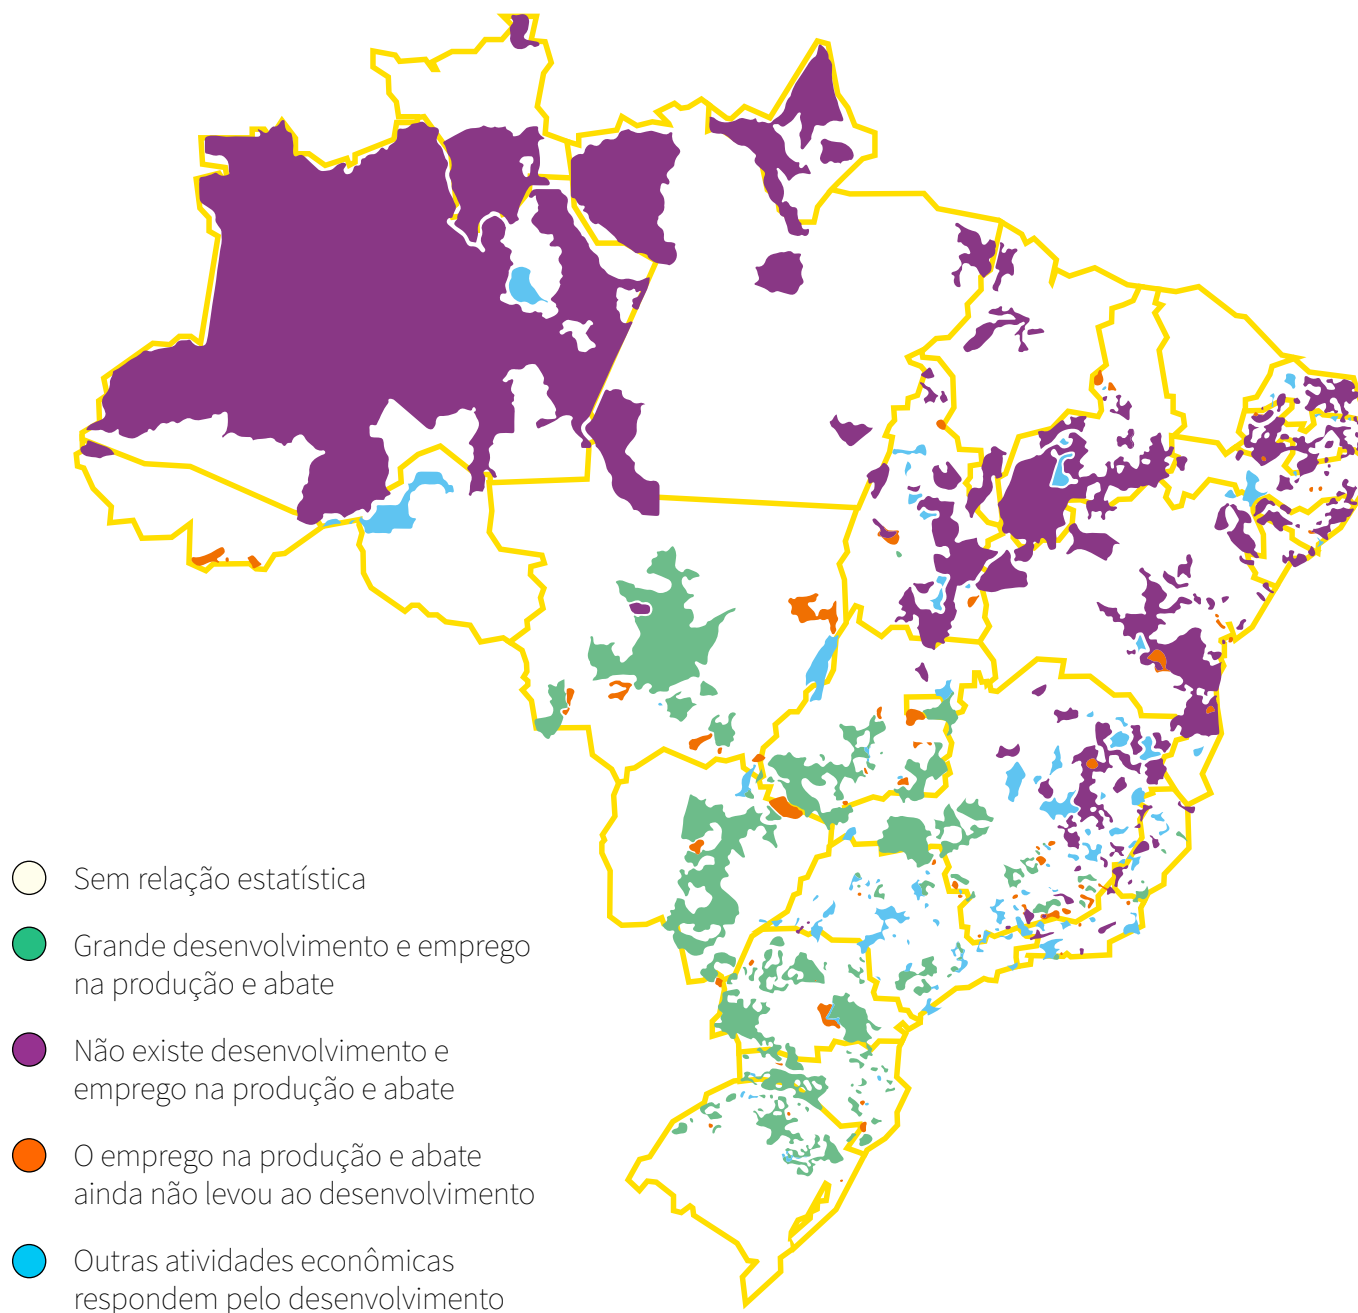 Sem relação estatística
Grande desenvolvimento e emprego
na produção e abate
Não existe desenvolvimento e
emprego na produção e abate
O emprego na produção e abate
ainda não levou ao desenvolvimento
Outras atividades econômicas
respondem pelo desenvolvimento